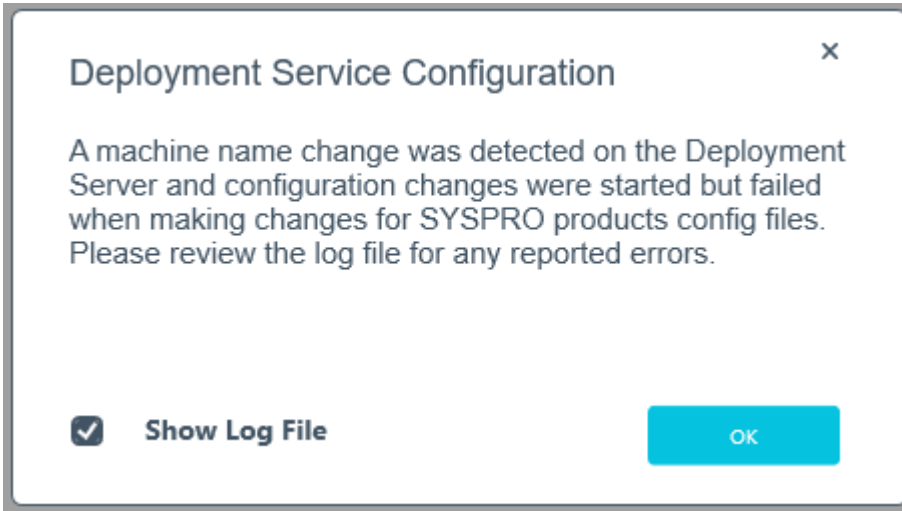 Deployment Service Configuration
A machine name change was detected on the Deployment
Server and configuration changes were started but failed
when making changes for SYSPRO products config files.
Please review the log file for any reported errors.
Show Log File
OK